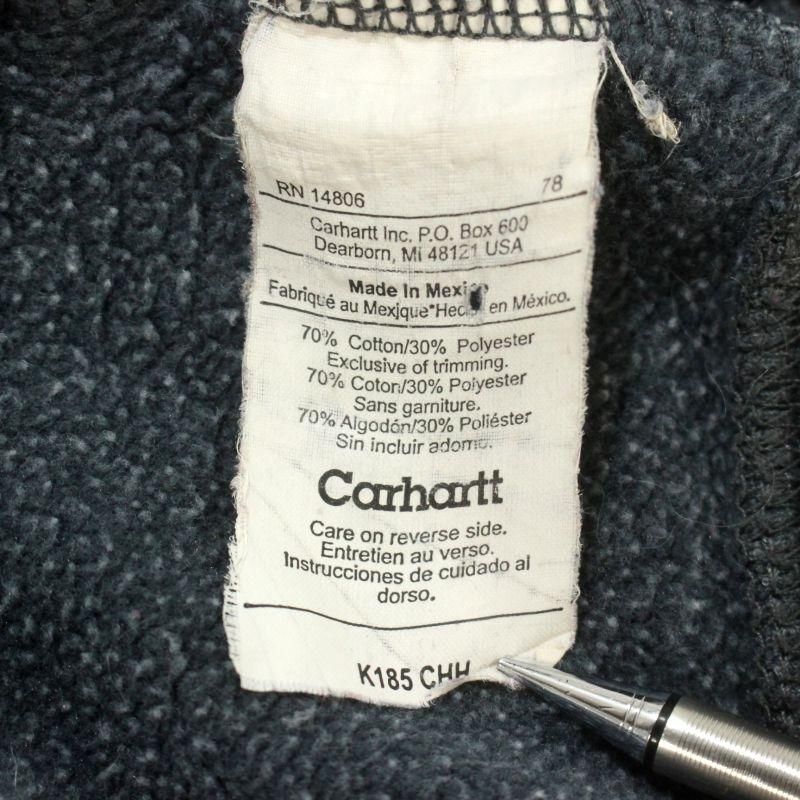 RN 14806 78
Carhartt Inc. P.O. Box 600
Dearborn, MI 48121 USA
Made In Mexico
Fabriqué au Mexique*Hecho en México.
70% Cotton/30% Polyester
Exclusive of trimming.
70% Coton/30% Polyester
Sans garniture.
70% Algodón/30% Poliéster
Sin incluir adorno.
Carhartt
Care on reverse side.
Entretien au verso.
Instrucciones de cuidado al
dorso.
K185 CHH